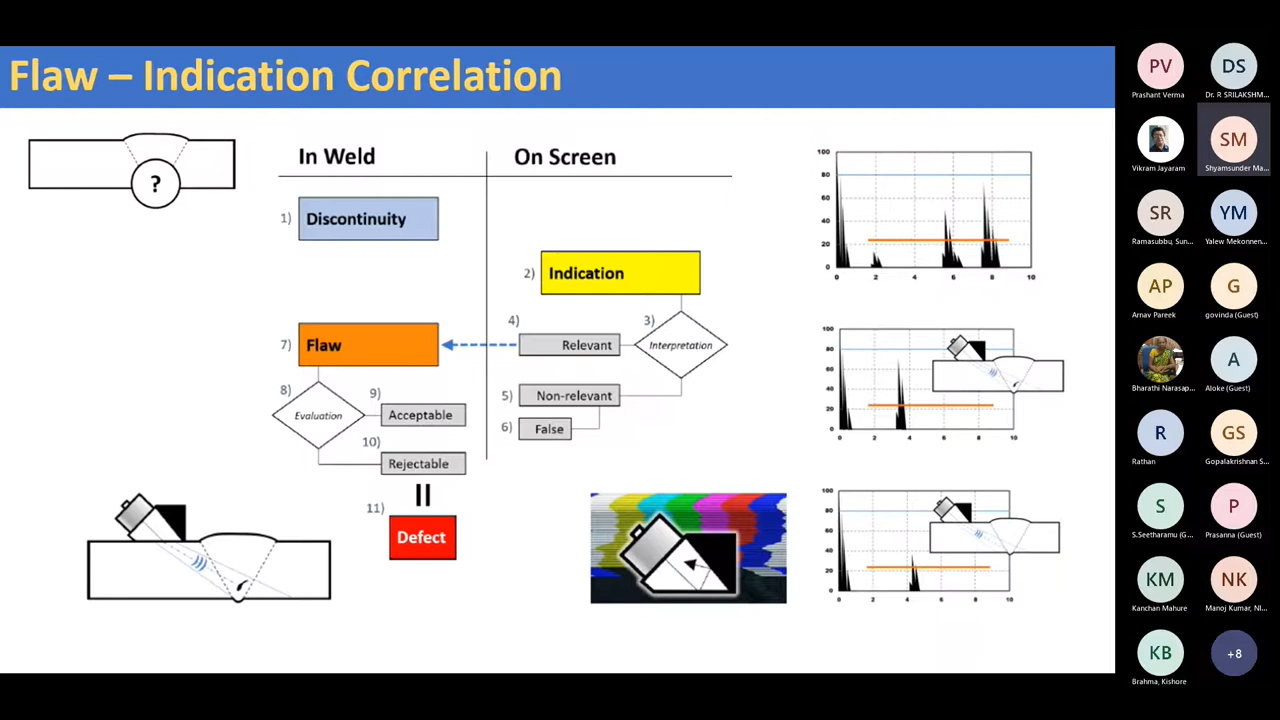 Flaw – Indication Correlation
In Weld
On Screen
?
1)
Discontinuity
2)
Indication
3)
Interpretation
4)
Relevant
5)
Non-relevant
6)
False
7)
Flaw
8)
Evaluation
9)
Acceptable
10)
Rejectable
11)
Defect
100
80
60
40
20
0
0 2 4 6 8 10
100
80
60
40
20
0
0 2 4 6 8 10
100
80
60
40
20
0
0 2 4 6 8 10
PV
Prashant Verma
DS
Dr. R SRILAKSHM...
Vikram Jayaram
SM
Shyamsunder Ma...
SR
Ramasubbu, Sun...
YM
Yalew Mekonnen...
AP
Arnav Pareek
G
govinda (Guest)
Bharathi Narasap...
A
Aloke (Guest)
R
Rathan
GS
Gopalakrishnan S...
S
S.Seetharamu (G...
P
Prasanna (Guest)
KM
Kanchan Mahure
NK
Manoj Kumar, NI...
KB
Brahma, Kishore
+8